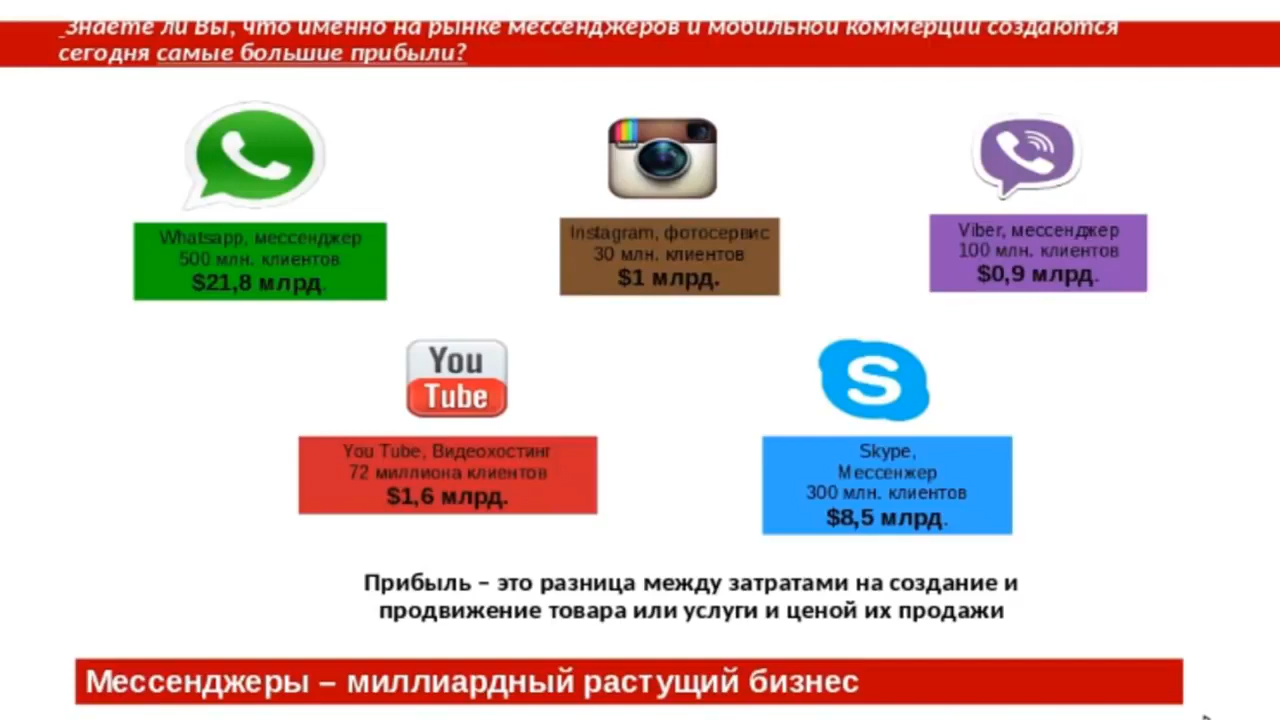 Знаете ли Вы, что именно на рынке мессенджеров и мобильной коммерции создаются
сегодня самые большие прибыли?
Whatsapp, мессенджер
500 млн. клиентов
$21,8 млрд.
Instagram, фотосервис
30 млн. клиентов
$1 млрд.
Viber, мессенджер
100 млн. клиентов
$0,9 млрд.
You
Tube
You Tube, Видеохостинг
72 миллиона клиентов
$1,6 млрд.
S
Skype,
Мессенжер
300 млн. клиентов
$8,5 млрд.
Прибыль – это разница между затратами на создание и
продвижение товара или услуги и ценой их продажи
Мессенджеры – миллиардный растущий бизнес